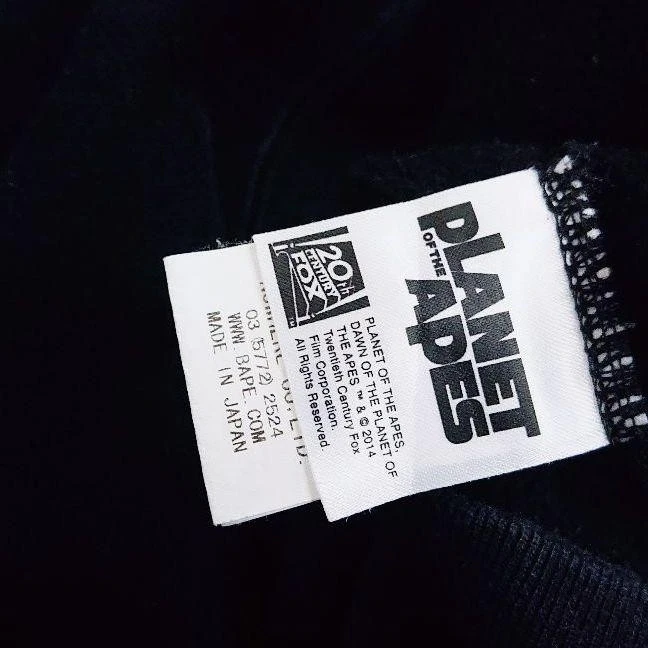 PLANET
OF THE
APES
20th
CENTURY
FOX
PLANET OF THE APES,
DAWN OF THE PLANET OF
THE APES ™ & © 2014
Twentieth Century Fox
Film Corporation.
All Rights Reserved.
CO., LTD.
03 (5772) 2524
WWW.BAPE.COM
MADE IN JAPAN